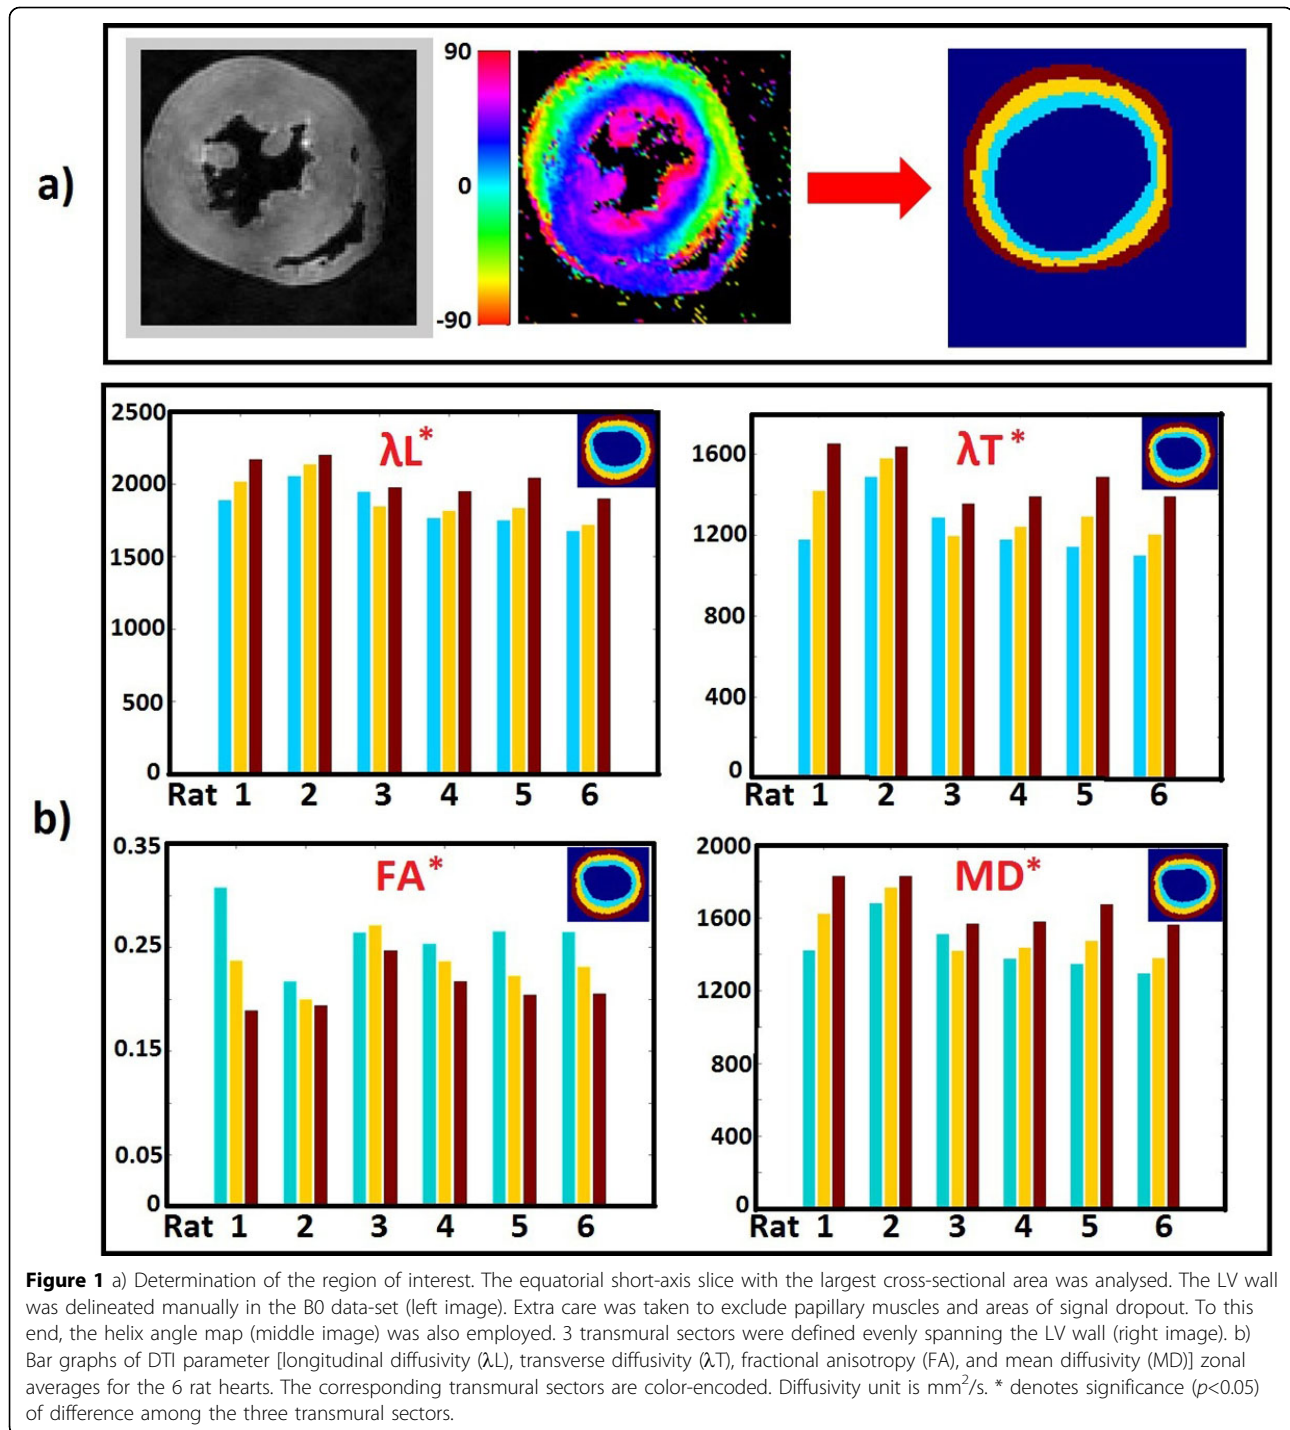 a)
90
0
-90
b)
λL*
2500
2000
1500
1000
500
0
Rat 1 2 3 4 5 6
λT*
1600
1200
800
400
0
Rat 1 2 3 4 5 6
FA*
0.35
0.25
0.15
0.05
0
Rat 1 2 3 4 5 6
MD*
2000
1600
1200
800
400
0
Rat 1 2 3 4 5 6
Figure 1 a) Determination of the region of interest. The equatorial short-axis slice with the largest cross-sectional area was analysed. The LV wall
was delineated manually in the B0 data-set (left image). Extra care was taken to exclude papillary muscles and areas of signal dropout. To this
end, the helix angle map (middle image) was also employed. 3 transmural sectors were defined evenly spanning the LV wall (right image). b)
Bar graphs of DTI parameter [longitudinal diffusivity (λL), transverse diffusivity (λT), fractional anisotropy (FA), and mean diffusivity (MD)] zonal
averages for the 6 rat hearts. The corresponding transmural sectors are color-encoded. Diffusivity unit is mm²/s. * denotes significance (p<0.05)
of difference among the three transmural sectors.